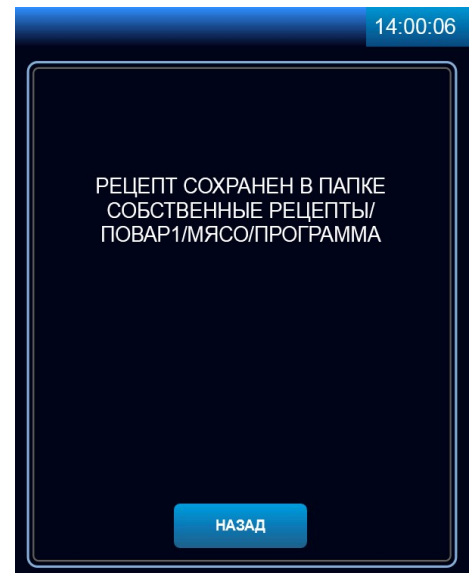 14:00:06
РЕЦЕПТ СОХРАНЕН В ПАПКЕ
СОБСТВЕННЫЕ РЕЦЕПТЫ/
ПОВАР1/МЯСО/ПРОГРАММА
НАЗАД